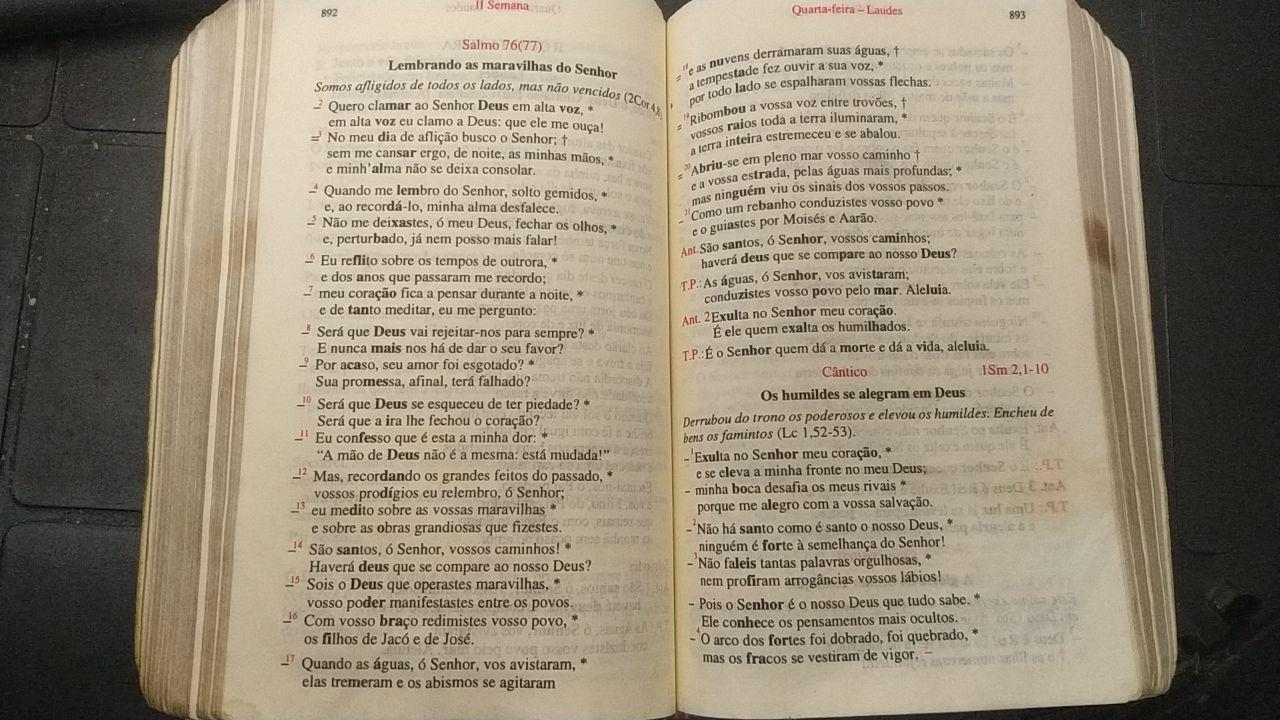 892
II Semana
Salmo 76(77)
Lembrando as maravilhas do Senhor
Somos afligidos de todos os lados, mas não vencidos (2Cor 4,8).
–2 Quero clamar ao Senhor Deus em alta voz, *
em alta voz eu clamo a Deus: que ele me ouça!
–3 No meu dia de aflição busco o Senhor; †
sem me cansar ergo, de noite, as minhas mãos, *
e minh'alma não se deixa consolar.
–4 Quando me lembro do Senhor, solto gemidos, *
e, ao recordá-lo, minha alma desfalece.
–5 Não me deixastes, ó meu Deus, fechar os olhos, *
e, perturbado, já nem posso mais falar!
–6 Eu reflito sobre os tempos de outrora, *
e dos anos que passaram me recordo;
–7 meu coração fica a pensar durante a noite, *
e de tanto meditar, eu me pergunto:
–8 Será que Deus vai rejeitar-nos para sempre? *
E nunca mais nos há de dar o seu favor?
–9 Por acaso, seu amor foi esgotado? *
Sua promessa, afinal, terá falhado?
–10 Será que Deus se esqueceu de ter piedade? *
Será que a ira lhe fechou o coração?
–11 Eu confesso que é esta a minha dor: *
“A mão de Deus não é a mesma: está mudada!”
–12 Mas, recordando os grandes feitos do passado, *
vossos prodígios eu relembro, ó Senhor;
–13 eu medito sobre as vossas maravilhas *
e sobre as obras grandiosas que fizestes.
–14 São santos, ó Senhor, vossos caminhos! *
Haverá deus que se compare ao nosso Deus?
–15 Sois o Deus que operastes maravilhas, *
vosso poder manifestastes entre os povos.
–16 Com vosso braço redimistes vosso povo, *
os filhos de Jacó e de José.
–17 Quando as águas, ó Senhor, vos avistaram, *
elas tremeram e os abismos se agitaram
Quarta-feira – Laudes
893
=18 e as nuvens derramaram suas águas, †
a tempestade fez ouvir a sua voz, *
por todo lado se espalharam vossas flechas.
=19 Ribombou a vossa voz entre trovões, †
vossos raios toda a terra iluminaram, *
a terra inteira estremeceu e se abalou.
=20 Abriu-se em pleno mar vosso caminho †
e a vossa estrada, pelas águas mais profundas; *
mas ninguém viu os sinais dos vossos passos.
–21 Como um rebanho conduzistes vosso povo *
e o guiastes por Moisés e Aarão.
Ant. São santos, ó Senhor, vossos caminhos;
haverá deus que se compare ao nosso Deus?
T.P.: As águas, ó Senhor, vos avistaram;
conduzistes vosso povo pelo mar. Aleluia.
Ant. 2 Exulta no Senhor meu coração.
É ele quem exalta os humilhados.
T.P.: É o Senhor quem dá a morte e dá a vida, aleluia.
Cântico 1Sm 2,1-10
Os humildes se alegram em Deus
Derrubou do trono os poderosos e elevou os humildes. Encheu de
bens os famintos (Lc 1,52-53).
–1 Exulta no Senhor meu coração, *
e se eleva a minha fronte no meu Deus;
– minha boca desafia os meus rivais *
porque me alegro com a vossa salvação.
–2 Não há santo como é santo o nosso Deus, *
ninguém é forte à semelhança do Senhor!
–3 Não faleis tantas palavras orgulhosas, *
nem profiram arrogâncias vossos lábios!
– Pois o Senhor é o nosso Deus que tudo sabe. *
Ele conhece os pensamentos mais ocultos.
–4 O arco dos fortes foi dobrado, foi quebrado, *
mas os fracos se vestiram de vigor. –